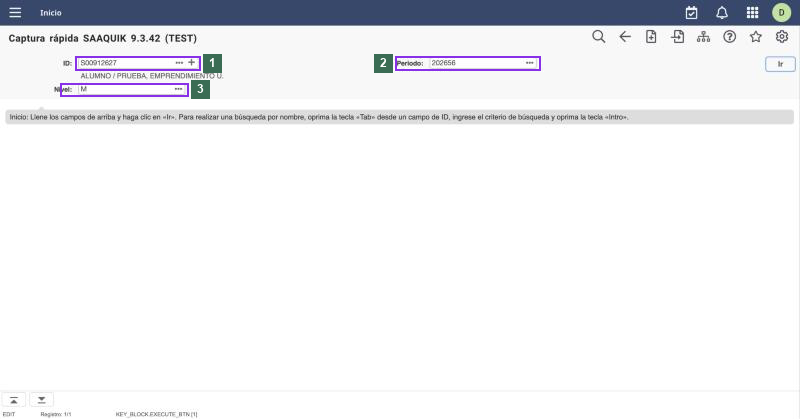 Inicio
D
Captura rápida SAAQUIK 9.3.42 (TEST)
ID: S00912627 ••• + 1
2 Periodo: 202656 •••
Ir
ALUMNO / PRUEBA, EMPRENDIMIENTO U.
Nivel: M ••• 3
Inicio: Llene los campos de arriba y haga clic en «Ir». Para realizar una búsqueda por nombre, oprima la tecla «Tab» desde un campo de ID, ingrese el criterio de búsqueda y oprima la tecla «Intro».
EDIT Registro: 1/1 KEY_BLOCK.EXECUTE_BTN [1]